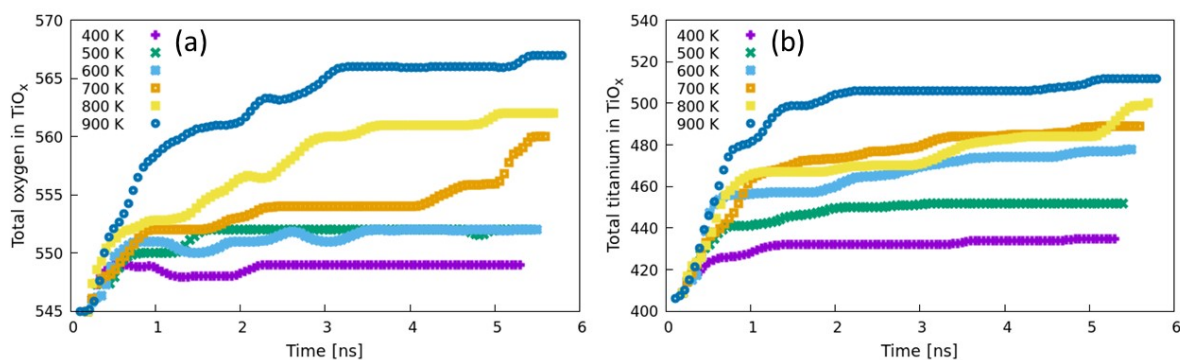 (a)
Total oxygen in TiOₓ
570
565
560
555
550
545
400 K
500 K
600 K
700 K
800 K
900 K
0 1 2 3 4 5 6
Time [ns]
(b)
Total titanium in TiOₓ
540
520
500
480
460
440
420
400
400 K
500 K
600 K
700 K
800 K
900 K
0 1 2 3 4 5 6
Time [ns]